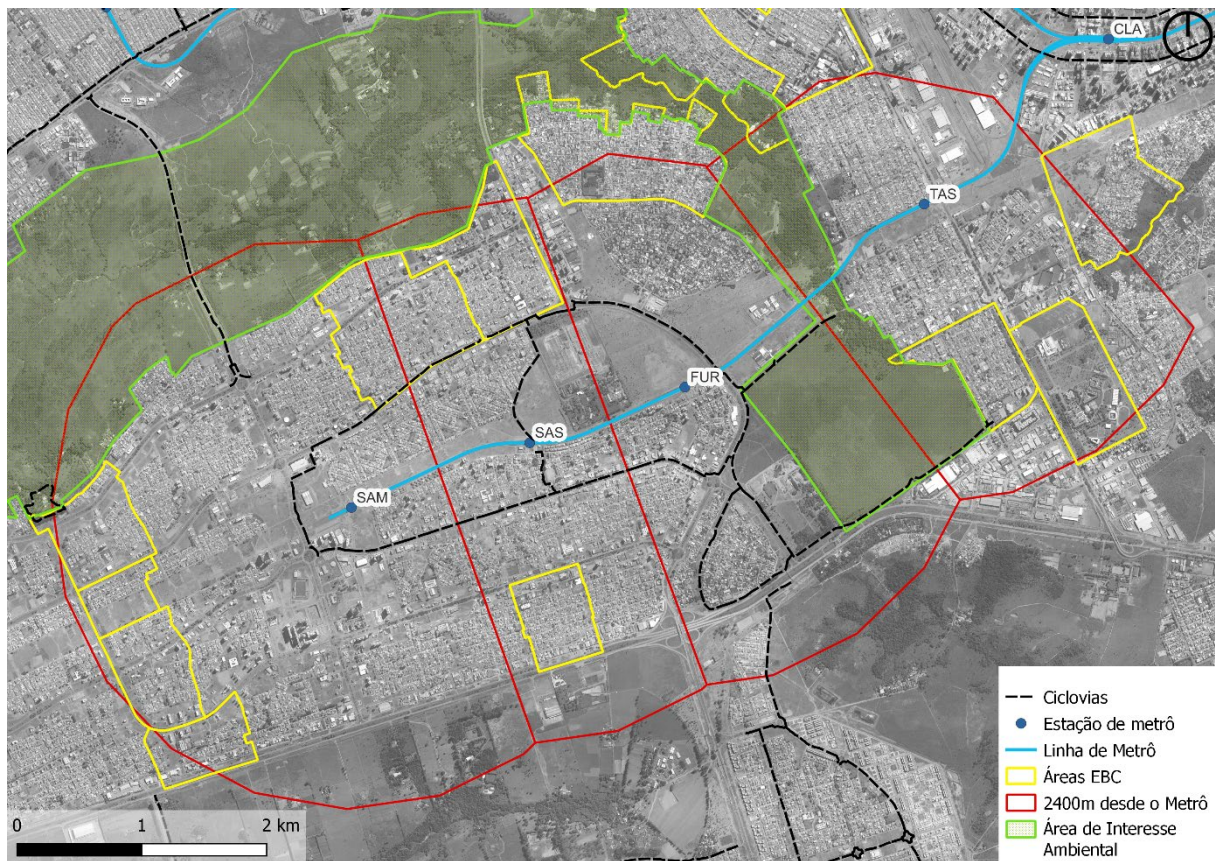 CLA
TAS
FUR
SAS
SAM
Ciclovias
Estação de metrô
Linha de Metrô
Áreas EBC
2400m desde o Metrô
Área de Interesse
Ambiental
0 1 2 km